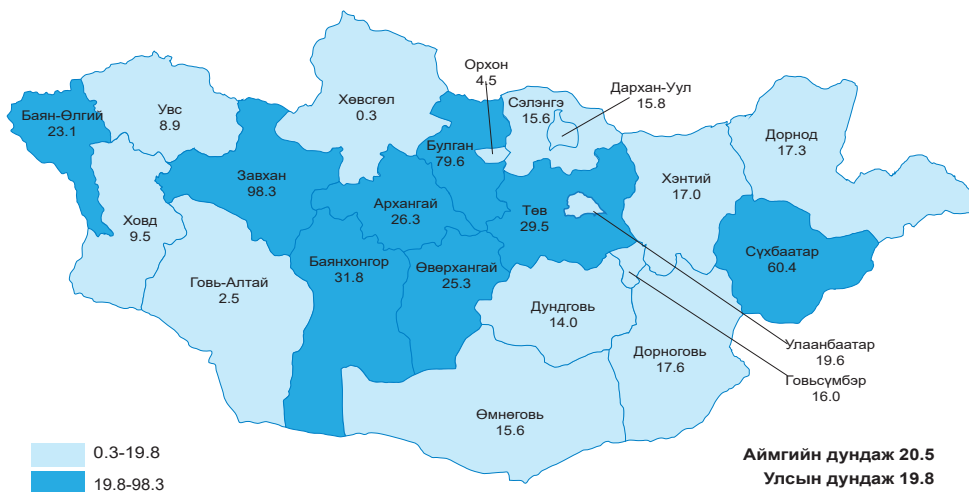 Орхон
4.5
Дархан-Уул
15.8
Сэлэнгэ
15.6
Хөвсгөл
0.3
Увс
8.9
Баян-Өлгий
23.1
Булган
79.6
Дорнод
17.3
Завхан
98.3
Хэнтий
17.0
Архангай
26.3
Төв
29.5
Ховд
9.5
Сүхбаатар
60.4
Баянхонгор
31.8
Өвөрхангай
25.3
Говь-Алтай
2.5
Дундговь
14.0
Улаанбаатар
19.6
Дорноговь
17.6
Говьсүмбэр
16.0
Өмнөговь
15.6
0.3-19.8
19.8-98.3
Аймгийн дундаж 20.5
Улсын дундаж 19.8